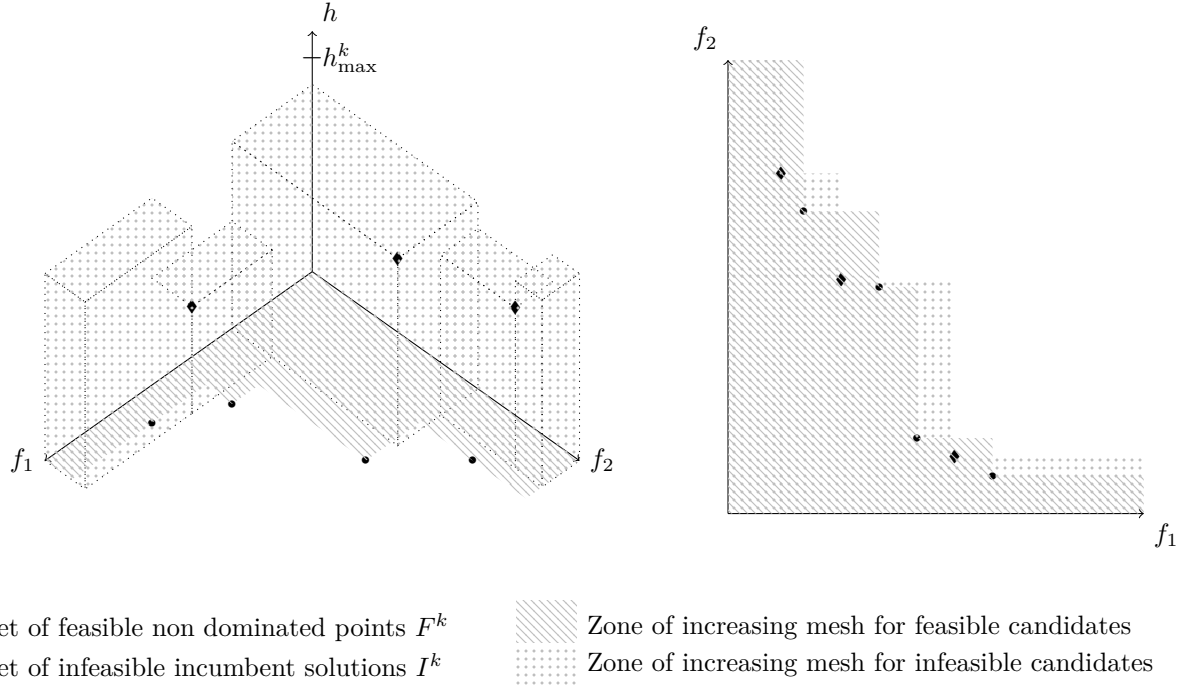 h
h^k_max
f_1
f_2
f_2
f_1
et of feasible non dominated points F^k
et of infeasible incumbent solutions I^k
Zone of increasing mesh for feasible candidates
Zone of increasing mesh for infeasible candidates